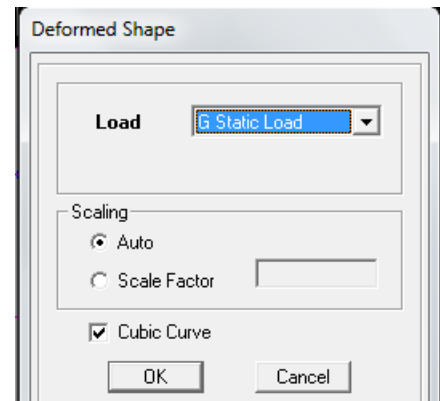 Deformed Shape
Load G Static Load
Scaling
Auto
Scale Factor
Cubic Curve
OK Cancel